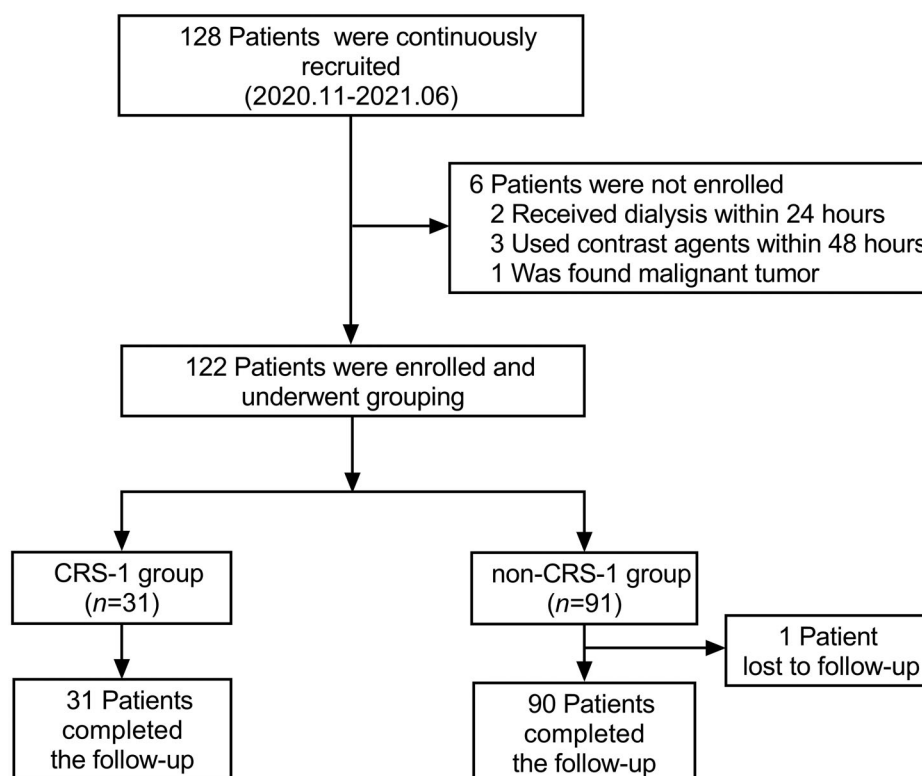 128 Patients were continuously
recruited
(2020.11-2021.06)
6 Patients were not enrolled
2 Received dialysis within 24 hours
3 Used contrast agents within 48 hours
1 Was found malignant tumor
122 Patients were enrolled and
underwent grouping
CRS-1 group
(n=31)
non-CRS-1 group
(n=91)
1 Patient
lost to follow-up
31 Patients
completed
the follow-up
90 Patients
completed
the follow-up